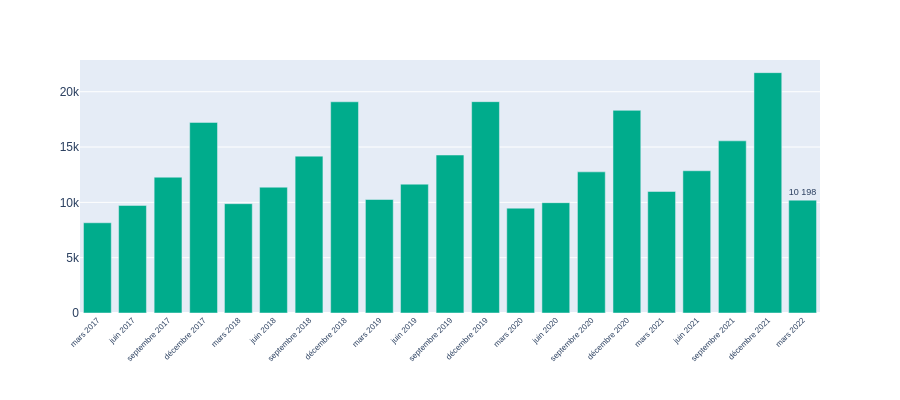 20k
15k
10k
5k
0
10 198
mars 2017
juin 2017
septembre 2017
décembre 2017
mars 2018
juin 2018
septembre 2018
décembre 2018
mars 2019
juin 2019
septembre 2019
décembre 2019
mars 2020
juin 2020
septembre 2020
décembre 2020
mars 2021
juin 2021
septembre 2021
décembre 2021
mars 2022